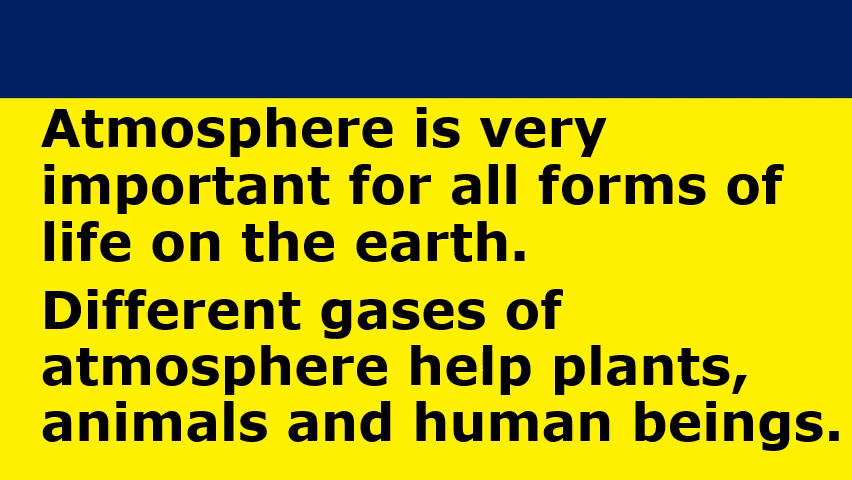 Atmosphere is very
important for all forms of
life on the earth.
Different gases of
atmosphere help plants,
animals and human beings.